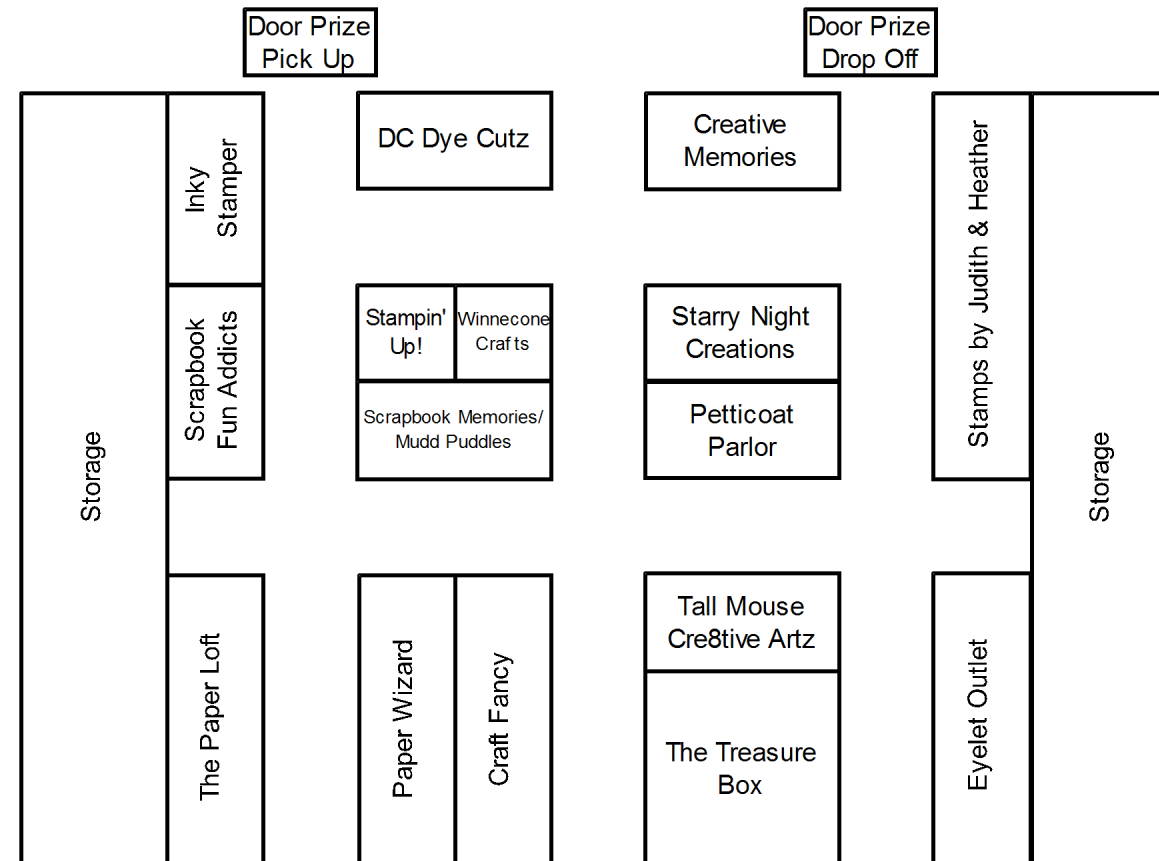 Door Prize
Pick Up
Door Prize
Drop Off
Inky
Stamper
DC Dye Cutz
Creative
Memories
Stamps by Judith & Heather
Scrapbook
Fun Addicts
Stampin'
Up!
Winnecone
Crafts
Starry Night
Creations
Scrapbook Memories/
Mudd Puddles
Petticoat
Parlor
Storage
Storage
The Paper Loft
Paper Wizard
Craft Fancy
Tall Mouse
Cre8tive Artz
The Treasure
Box
Eyelet Outlet